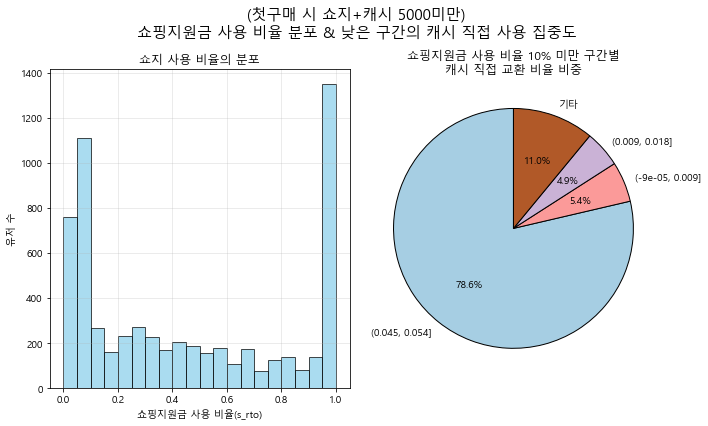 (첫구매 시 쇼지+캐시 5000미만)
쇼핑지원금 사용 비율 분포 & 낮은 구간의 캐시 직접 사용 집중도
쇼지 사용 비율의 분포
1400
1200
1000
800
600
400
200
0
유저 수
0.0
0.2
0.4
0.6
0.8
1.0
쇼핑지원금 사용 비율(s_rto)
쇼핑지원금 사용 비율 10% 미만 구간별
캐시 직접 교환 비율 비중
기타
(0.009, 0.018]
(-9e-05, 0.009]
(0.045, 0.054]
11.0%
4.9%
5.4%
78.6%